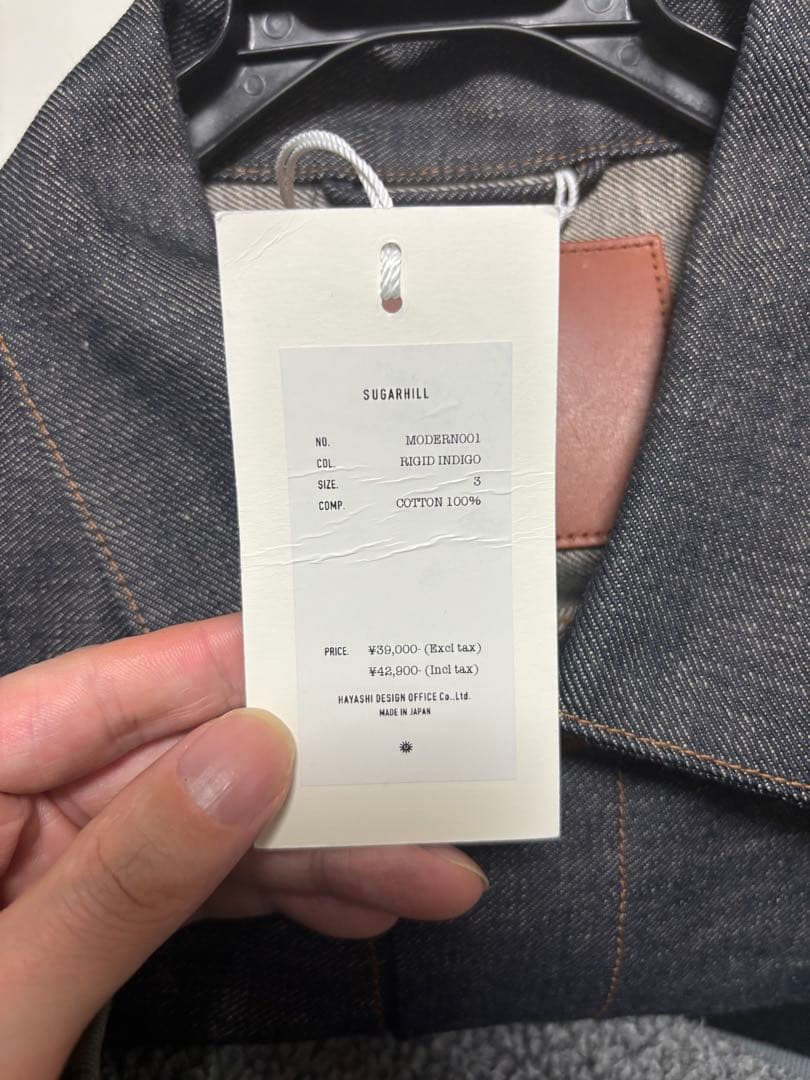 SUGARHILL
NO. MODERN001
COL. RIGID INDIGO
SIZE. 3
COMP. COTTON 100%
PRICE. ¥39,000- (Excl tax)
¥42,900- (Incl tax)
HAYASHI DESIGN OFFICE Co.,Ltd.
MADE IN JAPAN